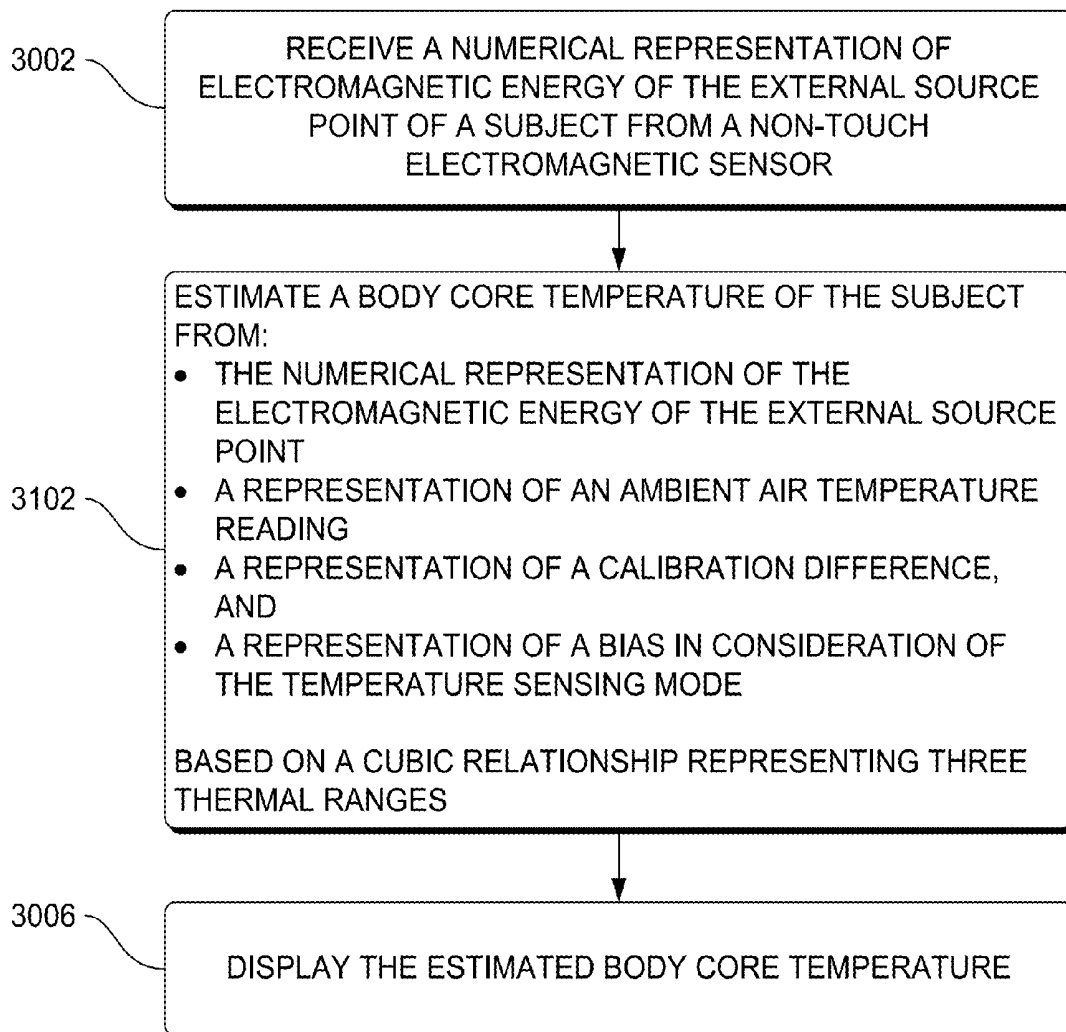 3002
RECEIVE A NUMERICAL REPRESENTATION OF
ELECTROMAGNETIC ENERGY OF THE EXTERNAL SOURCE
POINT OF A SUBJECT FROM A NON-TOUCH
ELECTROMAGNETIC SENSOR
3102
ESTIMATE A BODY CORE TEMPERATURE OF THE SUBJECT
FROM:
• THE NUMERICAL REPRESENTATION OF THE
ELECTROMAGNETIC ENERGY OF THE EXTERNAL SOURCE
POINT
• A REPRESENTATION OF AN AMBIENT AIR TEMPERATURE
READING
• A REPRESENTATION OF A CALIBRATION DIFFERENCE,
AND
• A REPRESENTATION OF A BIAS IN CONSIDERATION OF
THE TEMPERATURE SENSING MODE
BASED ON A CUBIC RELATIONSHIP REPRESENTING THREE
THERMAL RANGES
3006
DISPLAY THE ESTIMATED BODY CORE TEMPERATURE